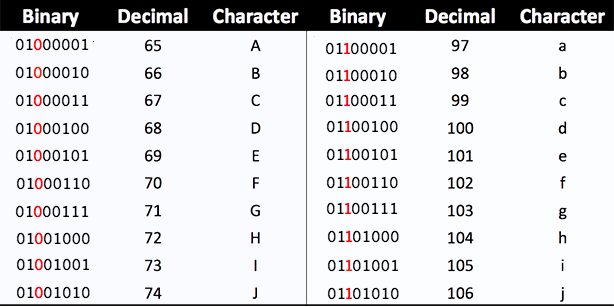 Binary Decimal Character Binary Decimal Character
01000001 65 A 01100001 97 a
01000010 66 B 01100010 98 b
01000011 67 C 01100011 99 c
01000100 68 D 01100100 100 d
01000101 69 E 01100101 101 e
01000110 70 F 01100110 102 f
01000111 71 G 01100111 103 g
01001000 72 H 01101000 104 h
01001001 73 I 01101001 105 i
01001010 74 J 01101010 106 j